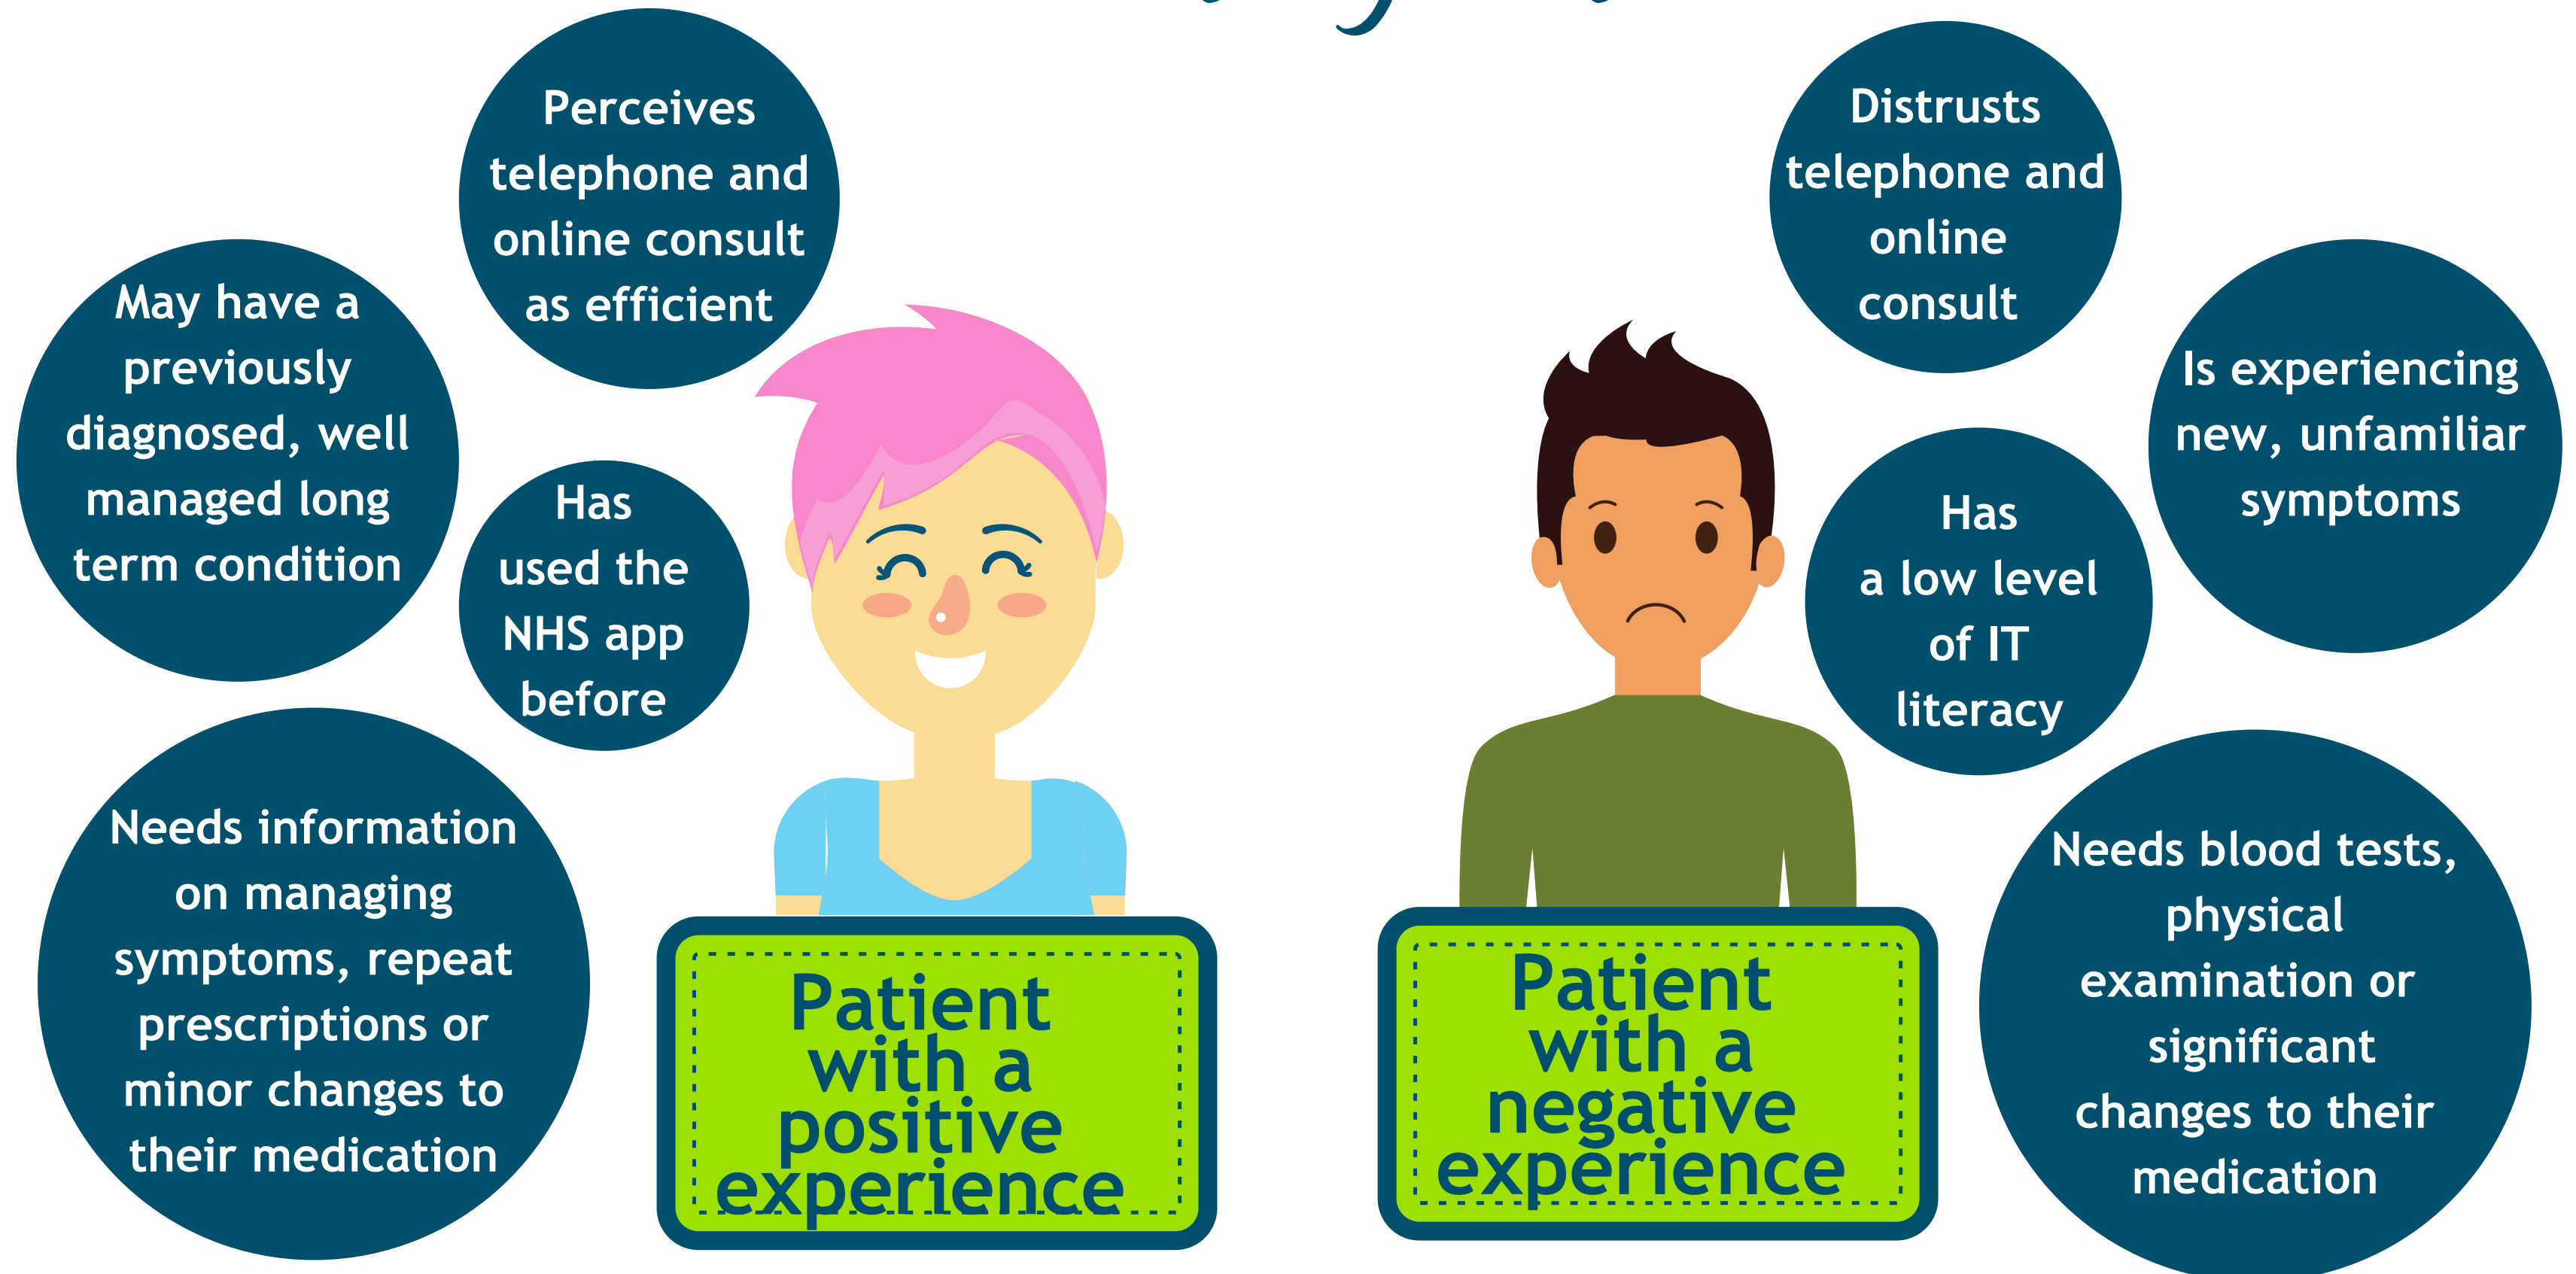 Perceives
telephone and
online consult
as efficient
May have a
previously
diagnosed, well
managed long
term condition
Has
used the
NHS app
before
Needs information
on managing
symptoms, repeat
prescriptions or
minor changes to
their medication
Patient
with a
positive
experience
Distrusts
telephone and
online
consult
Is experiencing
new, unfamiliar
symptoms
Has
a low level
of IT
literacy
Needs blood tests,
physical
examination or
significant
changes to their
medication
Patient
with a
negative
experience